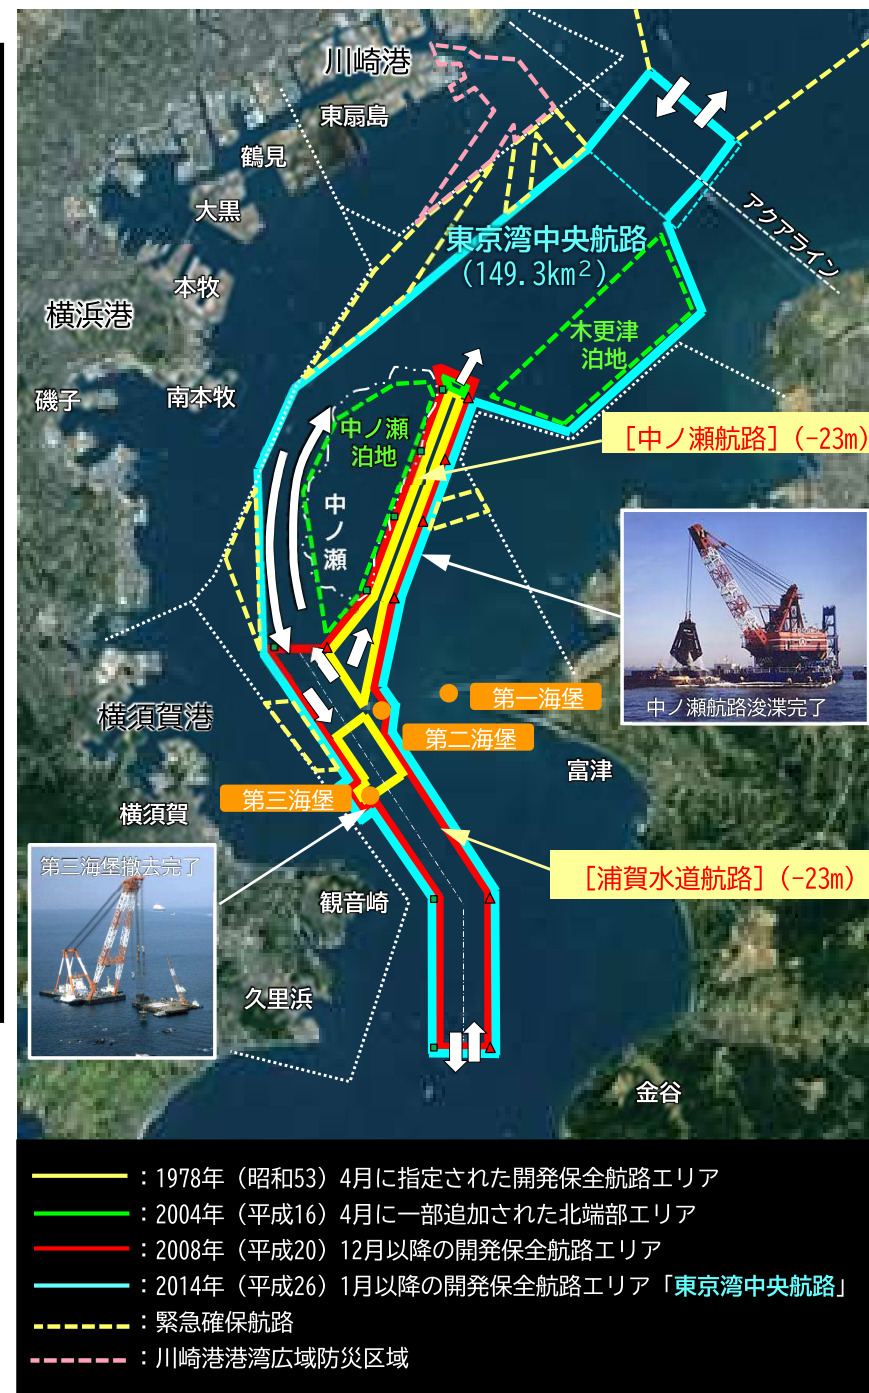 川崎港
東扇島
鶴見
大黒
アクアライン
東京湾中央航路
(149.3km²)
本牧
横浜港
木更津
泊地
磯子
南本牧
中ノ瀬
泊地
[中ノ瀬航路](-23m)
中ノ瀬
第一海堡
中ノ瀬航路浚渫完了
横須賀港
第二海堡
富津
第三海堡
横須賀
第三海堡撤去完了
[浦賀水道航路](-23m)
観音崎
久里浜
金谷
：1978年（昭和53）4月に指定された開発保全航路エリア
：2004年（平成16）4月に一部追加された北端部エリア
：2008年（平成20）12月以降の開発保全航路エリア
：2014年（平成26）1月以降の開発保全航路エリア「東京湾中央航路」
：緊急確保航路
：川崎港港湾広域防災区域